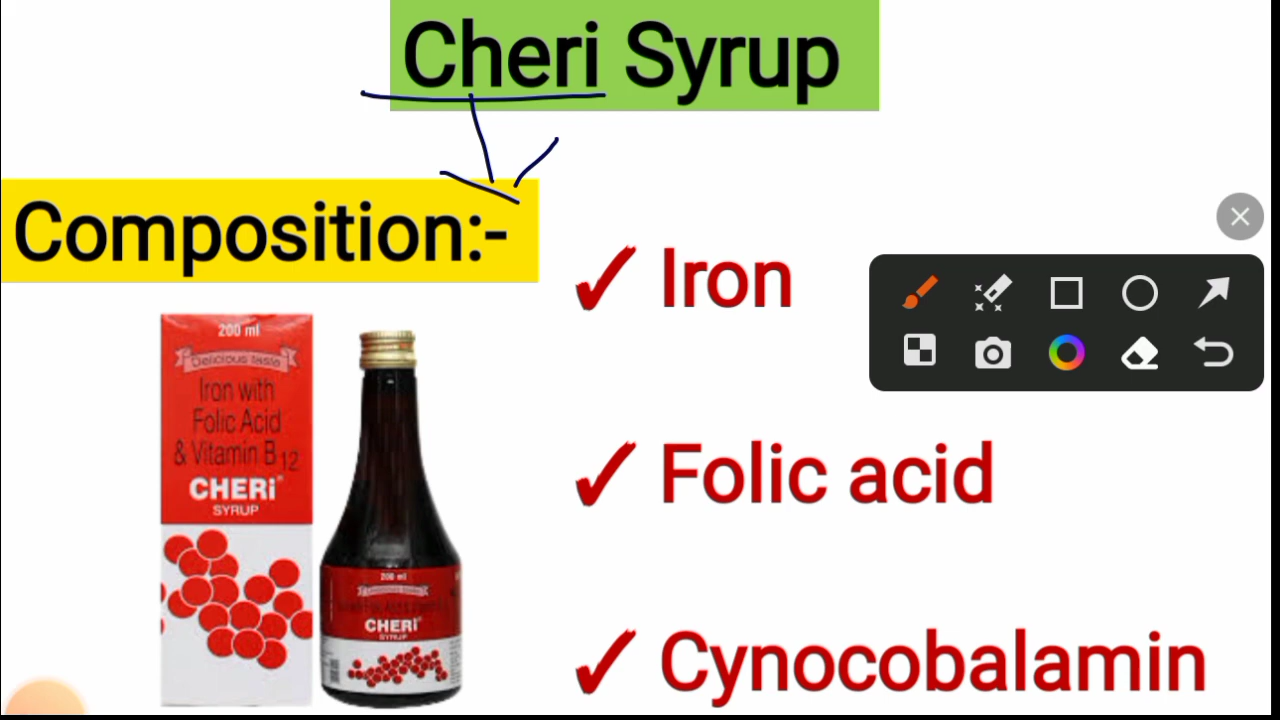 Cheri Syrup
Composition:-
✓ Iron
✓ Folic acid
✓ Cynocobalamin
200 ml
Delicious taste
Iron with
Folic Acid
& Vitamin B12
CHERi®
SYRUP
200 ml
CHERi
SYRUP